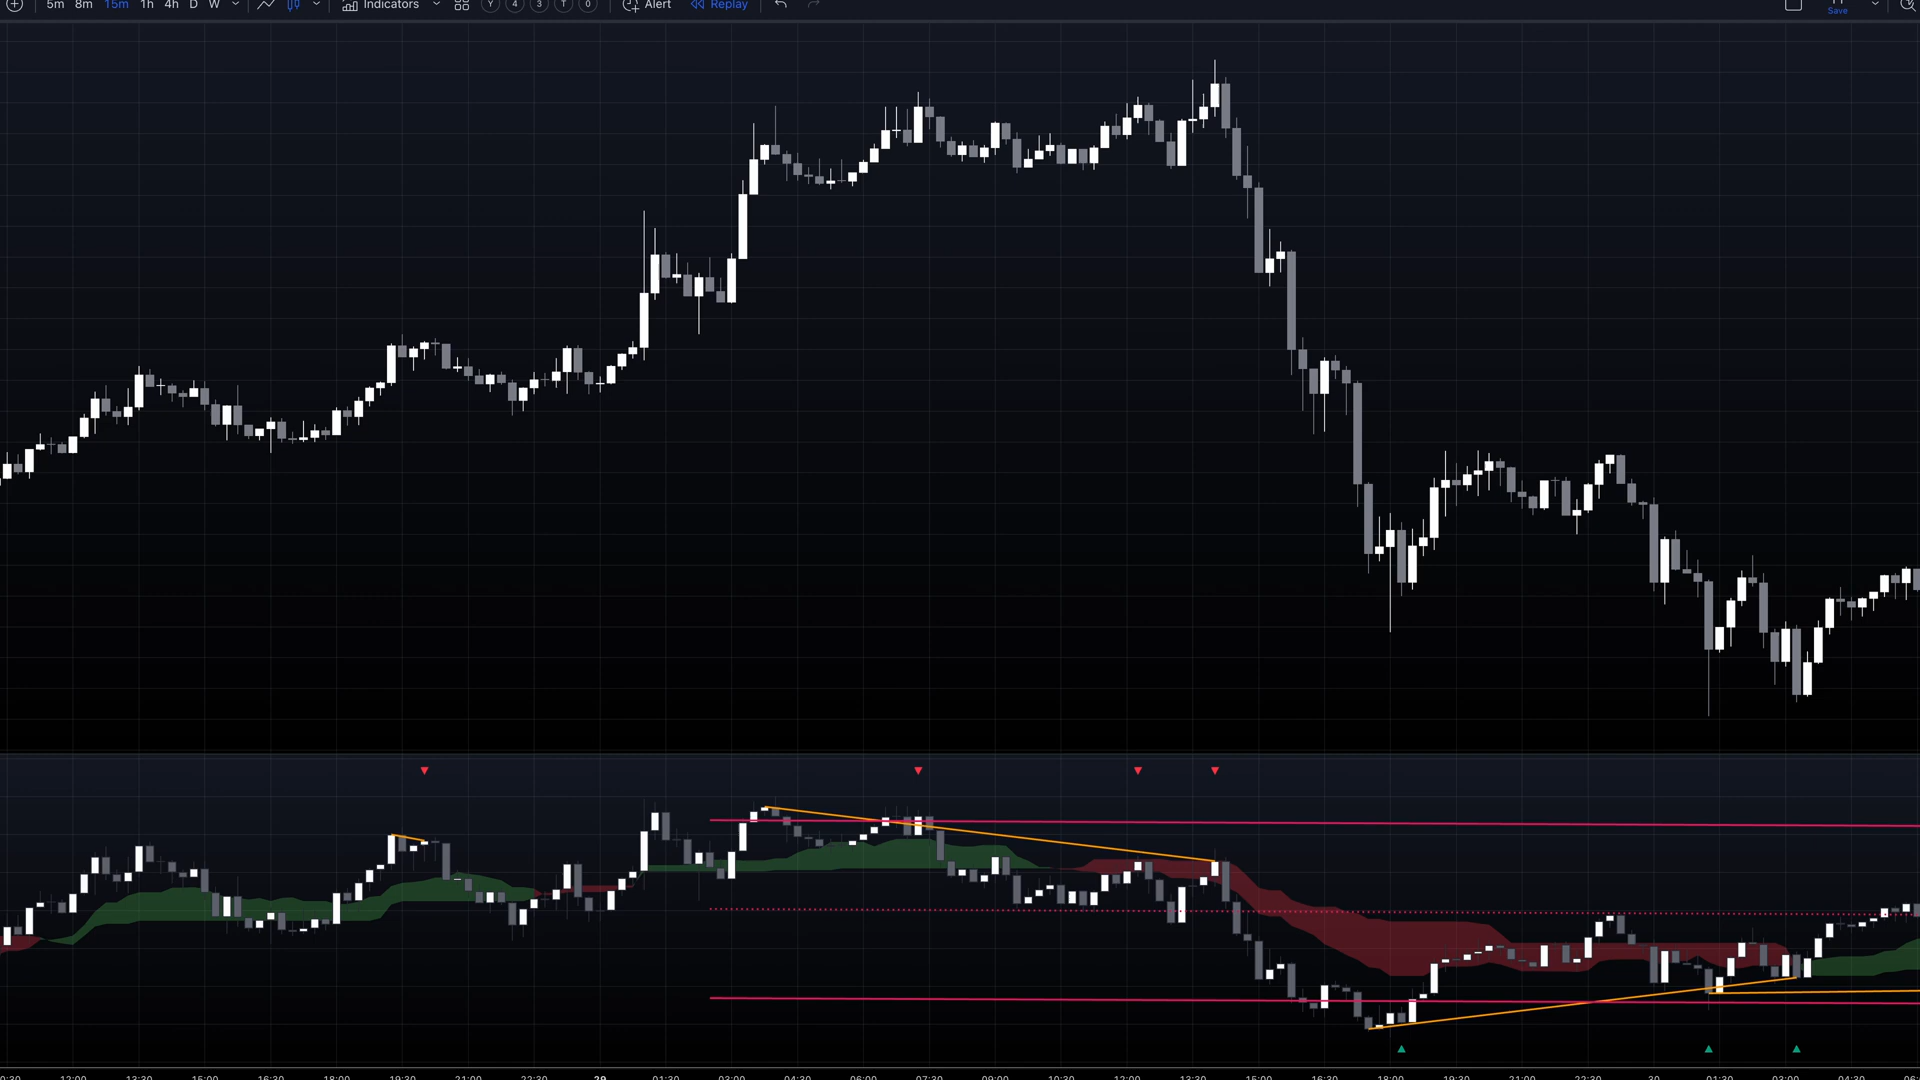 5m 8m 15m 1h 4h D W Indicators Y 4 3 T 0 Alert Replay Save
12:00 13:30 15:00 16:30 18:00 19:30 21:00 22:30 29 01:30 03:00 04:30 06:00 07:30 09:00 10:30 12:00 13:30 15:00 16:30 18:00 19:30 21:00 22:30 30 01:30 03:00 04:30